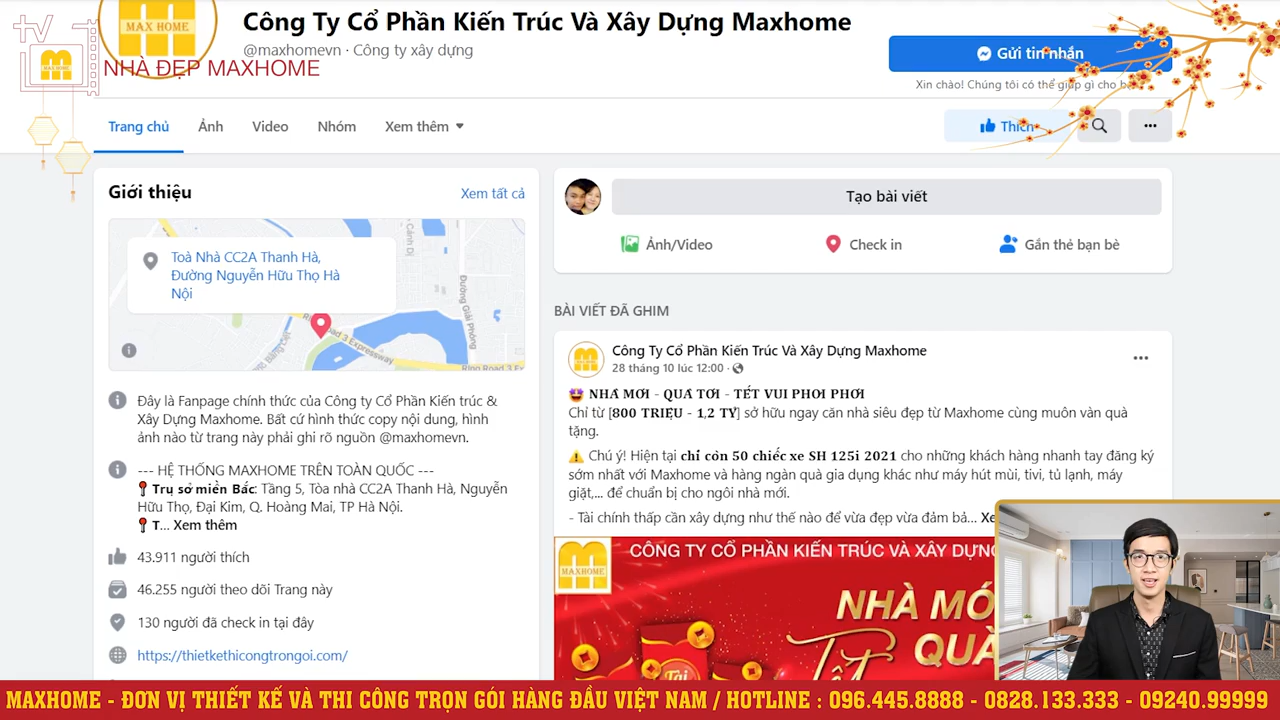 TV
MAX HOME
MAX HOME
NHÀ ĐẸP MAXHOME
Công Ty Cổ Phần Kiến Trúc Và Xây Dựng Maxhome
@maxhomevn · Công ty xây dựng
Gửi tin nhắn
Xin chào! Chúng tôi có thể giúp gì cho
Trang chủ
Ảnh
Video
Nhóm
Xem thêm
Thích
Giới thiệu
Xem tất cả
Toà Nhà CC2A Thanh Hà,
Đường Nguyễn Hữu Thọ Hà
Nội
Đường Giải Phóng
Ring Road 3 Expressway
Ring Road 3 Ex
Đây là Fanpage chính thức của Công ty Cổ Phần Kiến trúc &
Xây Dựng Maxhome. Bất cứ hình thức copy nội dung, hình
ảnh nào từ trang này phải ghi rõ nguồn @maxhomevn.
--- HỆ THỐNG MAXHOME TRÊN TOÀN QUỐC ---
Trụ sở miền Bắc: Tầng 5, Tòa nhà CC2A Thanh Hà, Nguyễn
Hữu Thọ, Đại Kim, Q. Hoàng Mai, TP Hà Nội.
T... Xem thêm
43.911 người thích
46.255 người theo dõi Trang này
130 người đã check in tại đây
https://thietkethicongtrongoi.com/
Tạo bài viết
Ảnh/Video
Check in
Gắn thẻ bạn bè
BÀI VIẾT ĐÃ GHIM
Công Ty Cổ Phần Kiến Trúc Và Xây Dựng Maxhome
28 tháng 10 lúc 12:00 ·
🤩 NHÀ MỚI - QUÀ TỚI - TẾT VUI PHƠI PHỚI
Chỉ từ [800 TRIỆU - 1,2 TỶ] sở hữu ngay căn nhà siêu đẹp từ Maxhome cùng muôn vàn quà
tặng.
⚠️ Chú ý! Hiện tại chỉ còn 50 chiếc xe SH 125i 2021 cho những khách hàng nhanh tay đăng ký
sớm nhất với Maxhome và hàng ngàn quà gia dụng khác như máy hút mùi, tivi, tủ lạnh, máy
giặt,... để chuẩn bị cho ngôi nhà mới.
- Tài chính thấp cần xây dựng như thế nào để vừa đẹp vừa đảm bả... Xe
MAXHOME
CÔNG TY CỔ PHẦN KIẾN TRÚC VÀ XÂY DỰNG
NHÀ MỚ
QUÀ
Tết
MAXHOME - ĐƠN VỊ THIẾT KẾ VÀ THI CÔNG TRỌN GÓI HÀNG ĐẦU VIỆT NAM / HOTLINE : 096.445.8888 - 0828.133.333 - 09240.99999